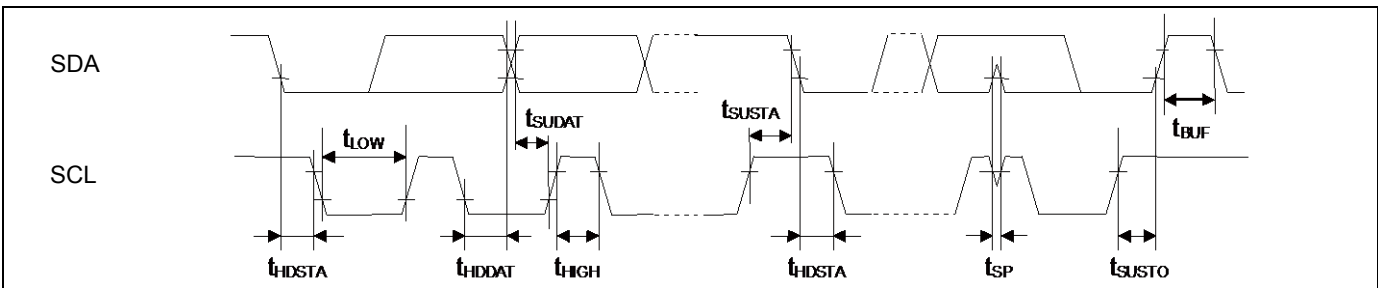 SDA
tSUDAT
tSUSTA
tBUF
tLOW
SCL
tHDSTA
tHDDAT
tHIGH
tHDSTA
tSP
tSUSTO